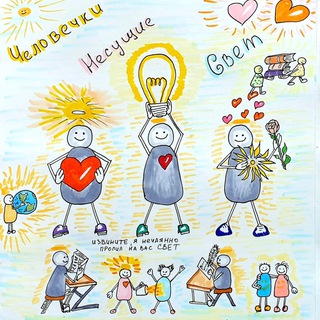 Человечки
Несущие
Свет
ИЗВИНИТЕ, Я НЕЧАЯННО
ПРОЛИЛ НА ВАС СВЕТ